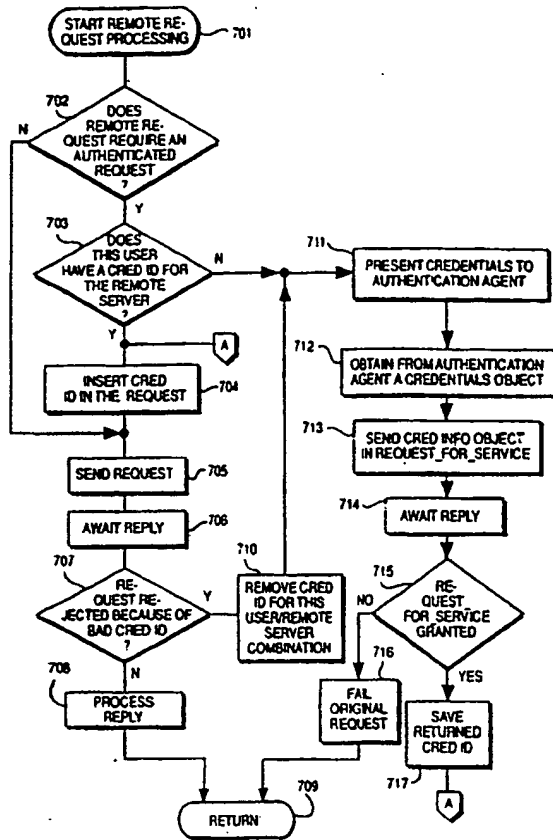 START REMOTE RE-
QUEST PROCESSING
701
702
DOES
REMOTE RE-
QUEST REQUIRE AN
AUTHENTICATED
REQUEST
?
N
Y
703
DOES
THIS USER
HAVE A CRED ID FOR
THE REMOTE
SERVER
?
N
Y
A
INSERT CRED
ID IN THE REQUEST
704
SEND REQUEST
705
AWAIT REPLY
706
707
RE-
QUEST RE-
JECTED BECAUSE OF
BAD CRED ID
?
Y
N
710
REMOVE CRED
ID FOR THIS
USER/REMOTE
SERVER
COMBINATION
708
PROCESS
REPLY
RETURN
709
711
PRESENT CREDENTIALS TO
AUTHENTICATION AGENT
712
OBTAIN FROM AUTHENTICATION
AGENT A CREDENTIALS OBJECT
713
SEND CRED INFO OBJECT
IN REQUEST_FOR_SERVICE
714
AWAIT REPLY
715
RE-
QUEST
FOR_SERVICE
GRANTED
NO
YES
716
FAIL
ORIGINAL
REQUEST
SAVE
RETURNED
CRED ID
717
A